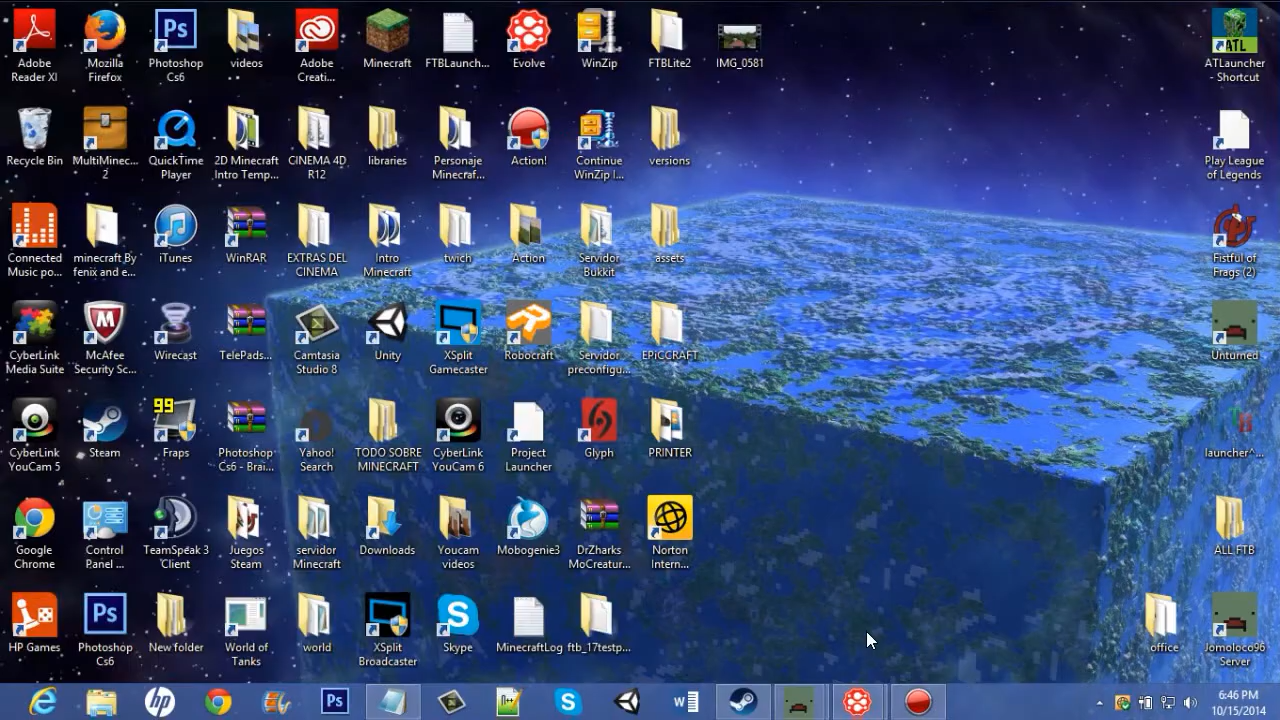 Adobe Reader XI
Mozilla Firefox
Photoshop Cs6
videos
Adobe Creati...
Minecraft
FTBLaunch...
Evolve
WinZip
FTBLite2
IMG_0581
ATLauncher - Shortcut
ATL
Recycle Bin
MultiMinec... 2
QuickTime Player
2D Minecraft Intro Temp...
CINEMA 4D R12
libraries
Personaje Minecraf...
Action!
Continue WinZip I...
versions
Play League of Legends
Connected Music po...
minecraft By fenix and e...
iTunes
WinRAR
EXTRAS DEL CINEMA
Intro Minecraft
twich
Action
Servidor Bukkit
assets
Fistful of Frags (2)
CyberLink Media Suite
McAfee Security Sc...
Wirecast
TelePads...
Camtasia Studio 8
Unity
XSplit Gamecaster
Robocraft
Servidor preconfigu...
EPiCCRAFT
Unturned
99
CyberLink YouCam 5
Steam
Fraps
Photoshop Cs6 - Brai...
Yahoo! Search
TODO SOBRE MINECRAFT
CyberLink YouCam 6
Project Launcher
Glyph
PRINTER
launcher^...
Google Chrome
Control Panel ...
TeamSpeak 3 Client
Juegos Steam
servidor Minecraft
Downloads
Youcam videos
Mobogenie3
DrZharks MoCreatur...
Norton Intern...
ALL FTB
HP Games
Photoshop Cs6
New folder
World of Tanks
world
XSplit Broadcaster
Skype
MinecraftLog
ftb_17testp...
office
Jomoloco96 Server
6:46 PM
10/15/2014